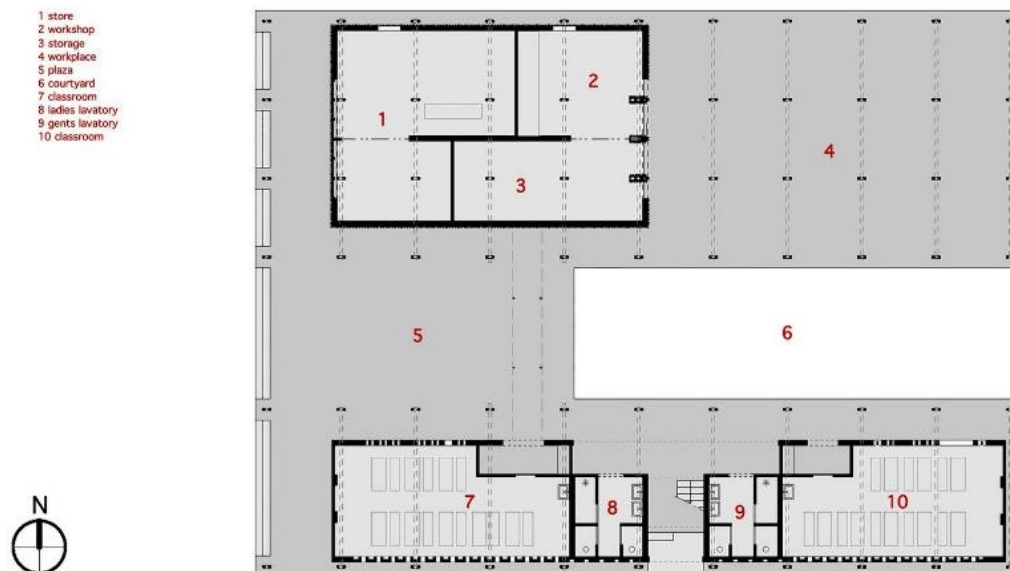 1 store
2 workshop
3 storage
4 workplace
5 plaza
6 courtyard
7 classroom
8 ladies lavatory
9 gents lavatory
10 classroom
2
1
4
3
5
6
7
8
9
10
N